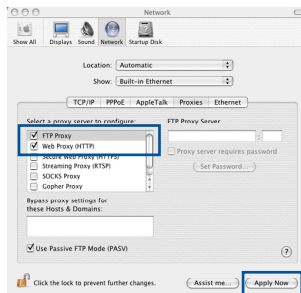 Network
Show All Displays Sound Network Startup Disk
Location: Automatic
Show: Built-in Ethernet
TCP/IP PPPoE AppleTalk Proxies Ethernet
Select a proxy server to configure: FTP Proxy Server
FTP Proxy :
Web Proxy (HTTP) Proxy server requires password
Secure Web Proxy (HTTPS)
Streaming Proxy (RTSP) Set Password...
SOCKS Proxy
Gopher Proxy
Bypass proxy settings for
these Hosts & Domains:
Use Passive FTP Mode (PASV) ?
Click the lock to prevent further changes. Assist me... Apply Now